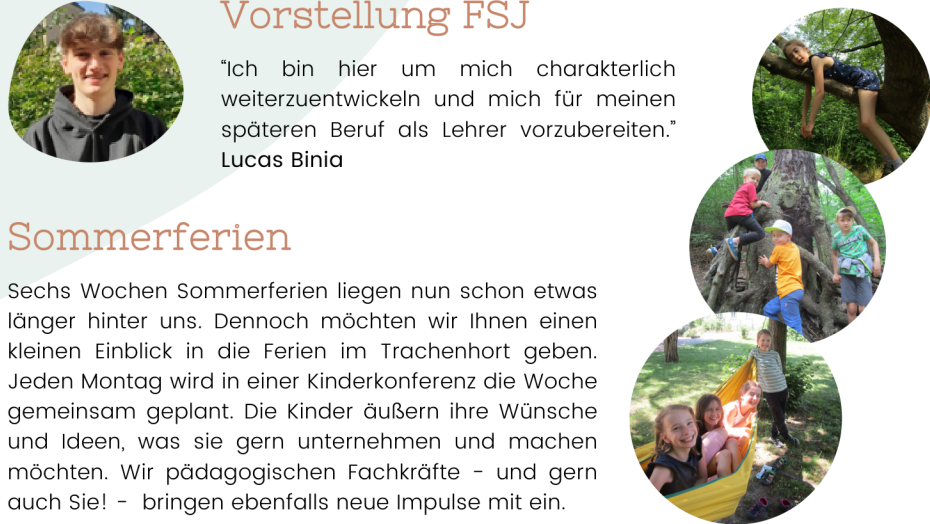 Vorstellung FSJ
“Ich bin hier um mich charakterlich
weiterzuentwickeln und mich für meinen
späteren Beruf als Lehrer vorzubereiten.”
Lucas Binia
Sommerferien
Sechs Wochen Sommerferien liegen nun schon etwas
länger hinter uns. Dennoch möchten wir Ihnen einen
kleinen Einblick in die Ferien im Trachenhort geben.
Jeden Montag wird in einer Kinderkonferenz die Woche
gemeinsam geplant. Die Kinder äußern ihre Wünsche
und Ideen, was sie gern unternehmen und machen
möchten. Wir pädagogischen Fachkräfte - und gern
auch Sie! - bringen ebenfalls neue Impulse mit ein.